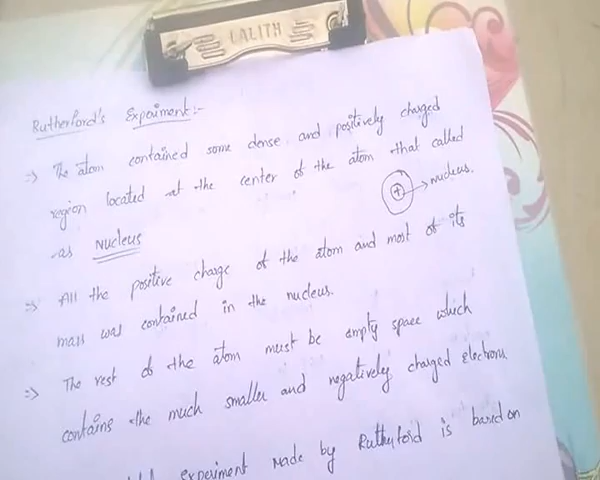 LALITH
Rutherford's Expeiment:-
⇒ The atom contained some dense and positively charged
region located at the center of the atom that called
as Nucleus
+ → nucleus.
⇒ All the positive charge of the atom and most of its
mass was contained in the nucleus.
⇒ The rest of the atom must be empty space which
contains the much smaller and negatively charged electrons
experiment made by Rutherford is based on